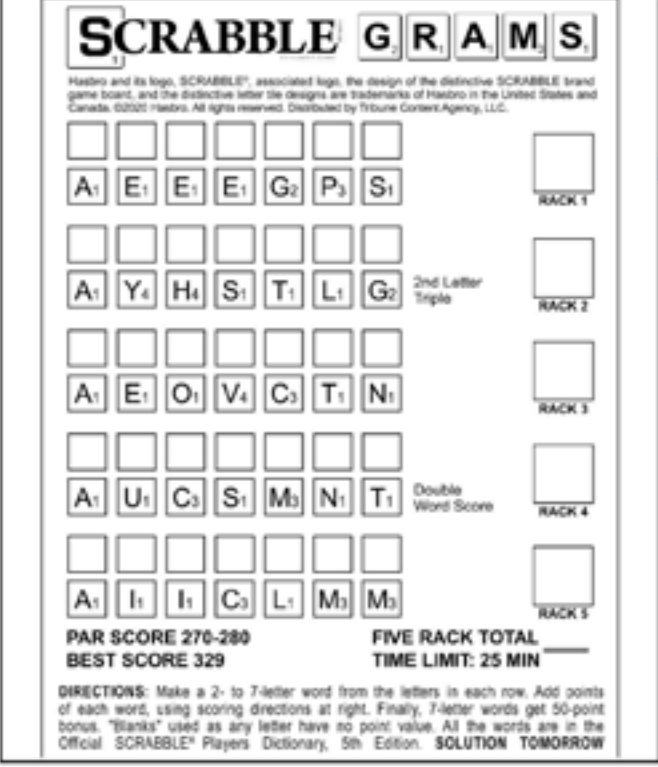 SCRABBLE G₂ R₁ A₁ M₃ S₁
Hasbro and its logo, SCRABBLE®, associated logo, the design of the distinctive SCRABBLE brand
game board, and the distinctive letter tile designs are trademarks of Hasbro in the United States and
Canada. ©2020 Hasbro. All rights reserved. Distributed by Tribune Content Agency, LLC.
A₁ E₁ E₁ E₁ G₂ P₃ S₁
RACK 1
A₁ Y₄ H₄ S₁ T₁ L₁ G₂ 2nd Letter
Triple
RACK 2
A₁ E₁ O₁ V₄ C₃ T₁ N₁
RACK 3
A₁ U₁ C₃ S₁ M₃ N₁ T₁ Double
Word Score
RACK 4
A₁ I₁ I₁ C₃ L₁ M₃ M₃
RACK 5
PAR SCORE 270-280 FIVE RACK TOTAL
BEST SCORE 329 TIME LIMIT: 25 MIN
DIRECTIONS: Make a 2- to 7-letter word from the letters in each row. Add points
of each word, using scoring directions at right. Finally, 7-letter words get 50-point
bonus. "Blanks" used as any letter have no point value. All the words are in the
Official SCRABBLE® Players Dictionary, 5th Edition. SOLUTION TOMORROW